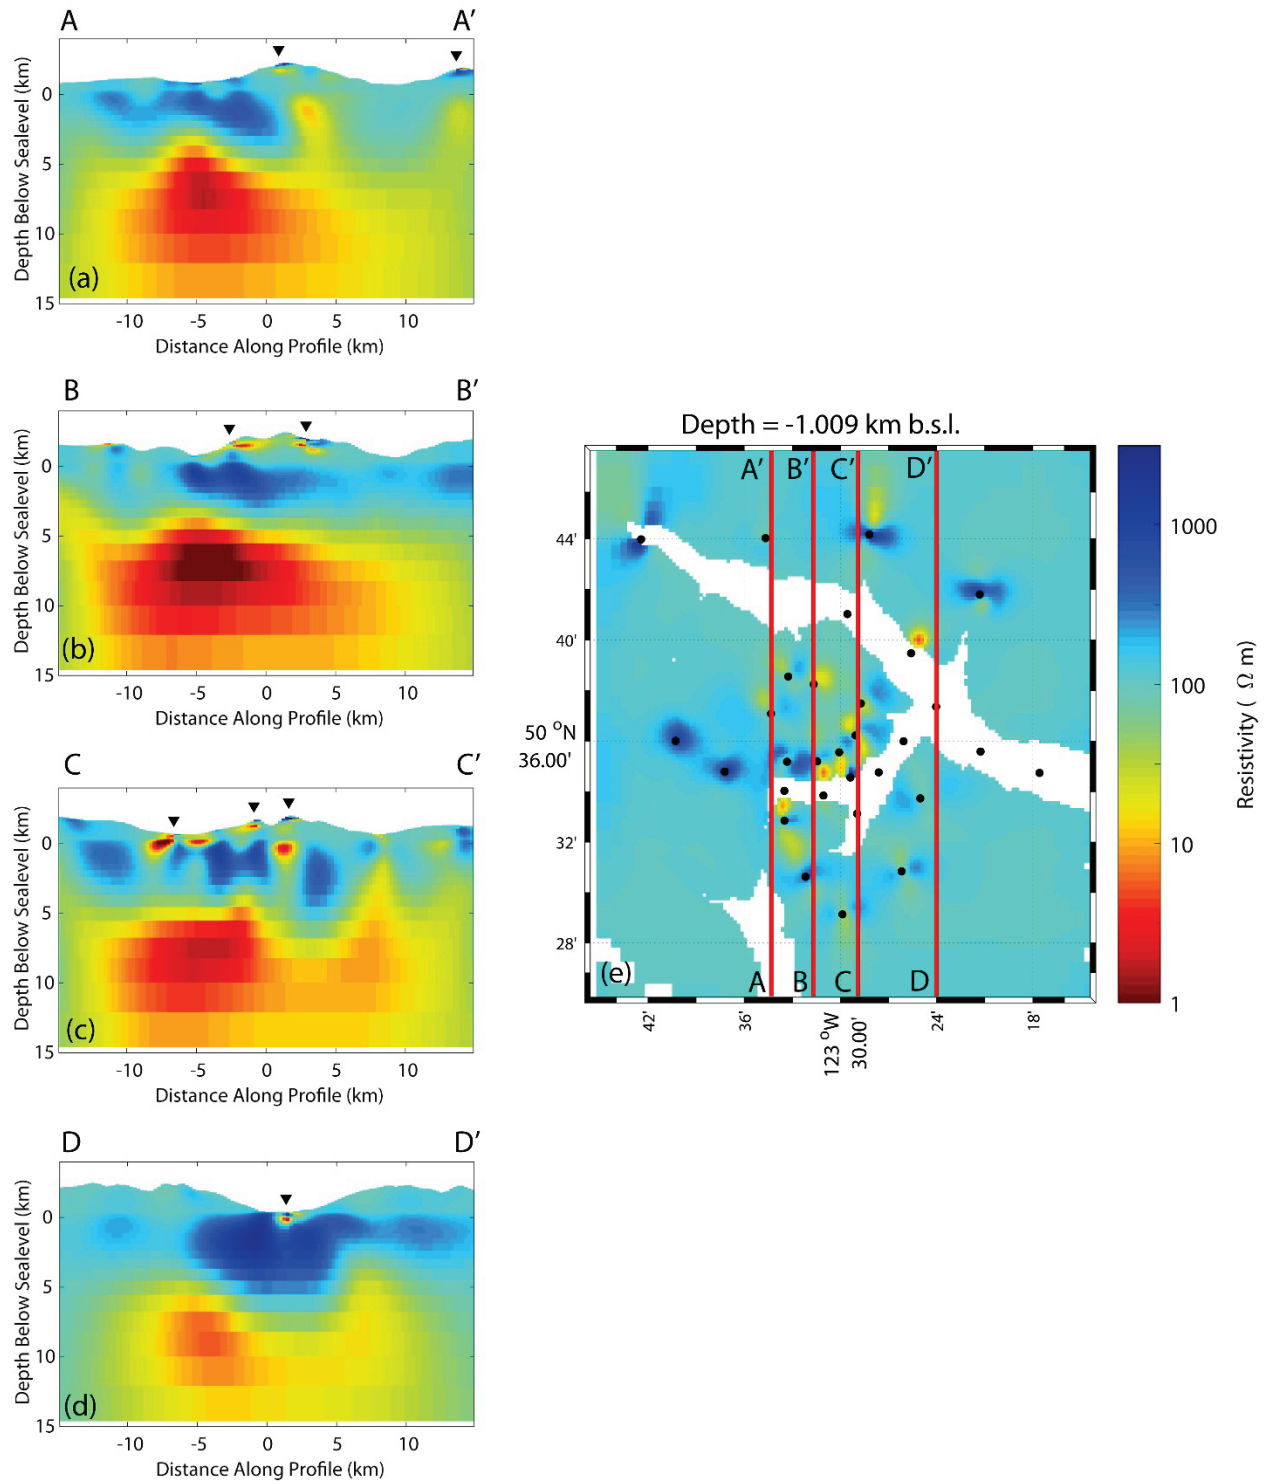 A A′
Depth Below Sealevel (km)
0
5
10
15
(a)
-10 -5 0 5 10
Distance Along Profile (km)
B B′
Depth Below Sealevel (km)
0
5
10
15
(b)
-10 -5 0 5 10
Distance Along Profile (km)
C C′
Depth Below Sealevel (km)
0
5
10
15
(c)
-10 -5 0 5 10
Distance Along Profile (km)
D D′
Depth Below Sealevel (km)
0
5
10
15
(d)
-10 -5 0 5 10
Distance Along Profile (km)
Depth = -1.009 km b.s.l.
A′ B′ C′ D′
44'
40'
50 °N
36.00'
32'
28'
(e)
A B C D
42'
36'
123 °W
30.00'
24'
18'
1000
100
10
1
Resistivity ( Ω m)